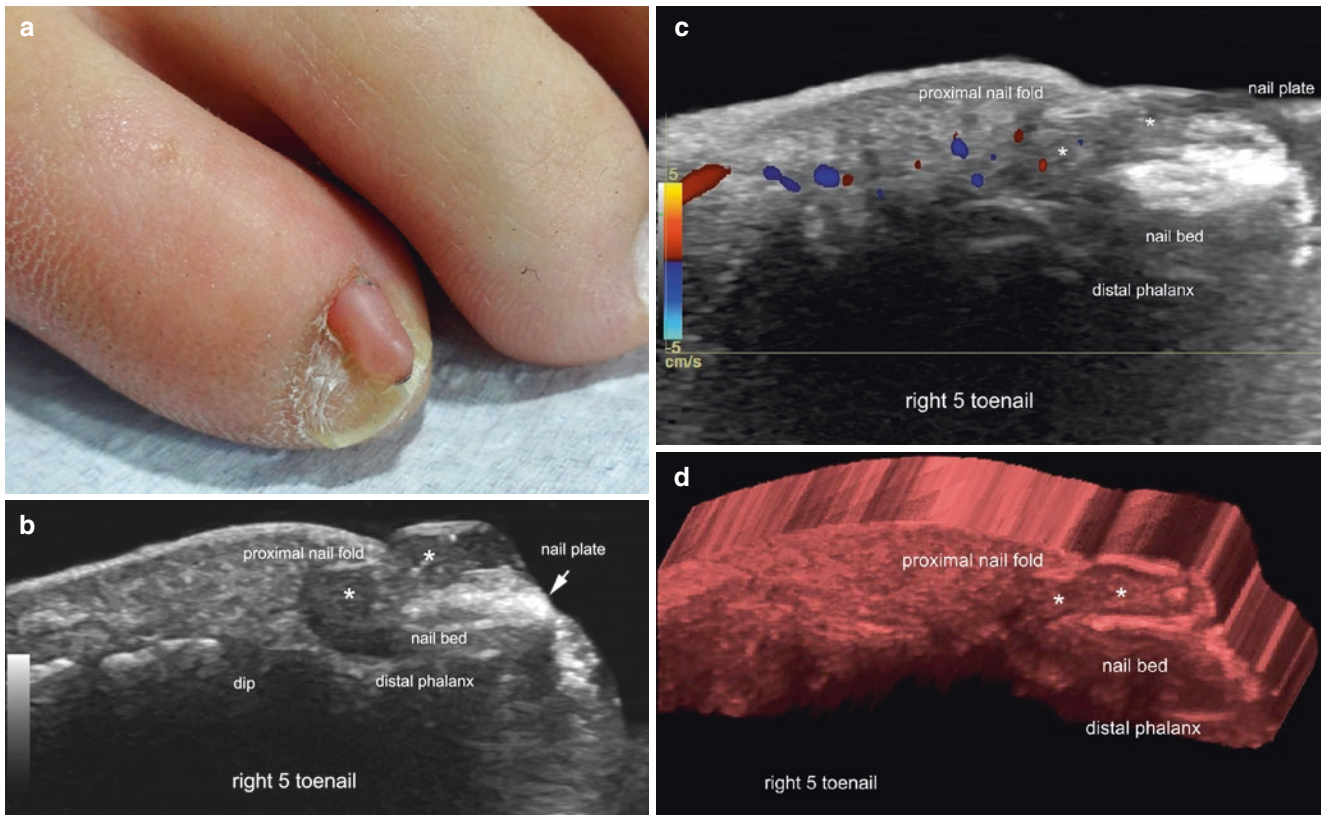 a
b
proximal nail fold
*
nail plate
*
nail bed
dip
distal phalanx
right 5 toenail
c
proximal nail fold
nail plate
*
*
5
nail bed
distal phalanx
-5
cm/s
right 5 toenail
d
proximal nail fold
*
*
nail bed
distal phalanx
right 5 toenail